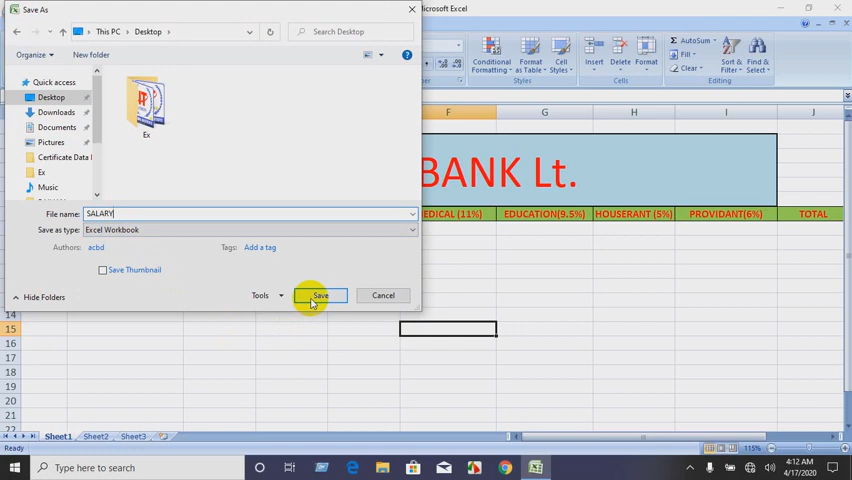 Save As
Microsoft Excel
This PC
Desktop
Search Desktop
Organize
New folder
Quick access
Desktop
Downloads
Documents
Pictures
Certificate Data
Ex
Music
Ex
File name:
SALARY
Save as type:
Excel Workbook
Authors:
acbd
Tags:
Add a tag
Save Thumbnail
Hide Folders
Tools
Save
Cancel
Conditional
Formatting
Format
as Table
Cell
Styles
Styles
Insert
Delete
Format
Cells
AutoSum
Fill
Clear
Sort &
Filter
Find &
Select
Editing
F
G
H
I
J
BANK Lt.
EDICAL (11%)
EDUCATION(9.5%)
HOUSERANT (5%)
PROVIDANT(6%)
TOTAL
14
15
16
17
18
19
20
21
22
Sheet1
Sheet2
Sheet3
Ready
115%
Type here to search
4:12 AM
4/17/2020